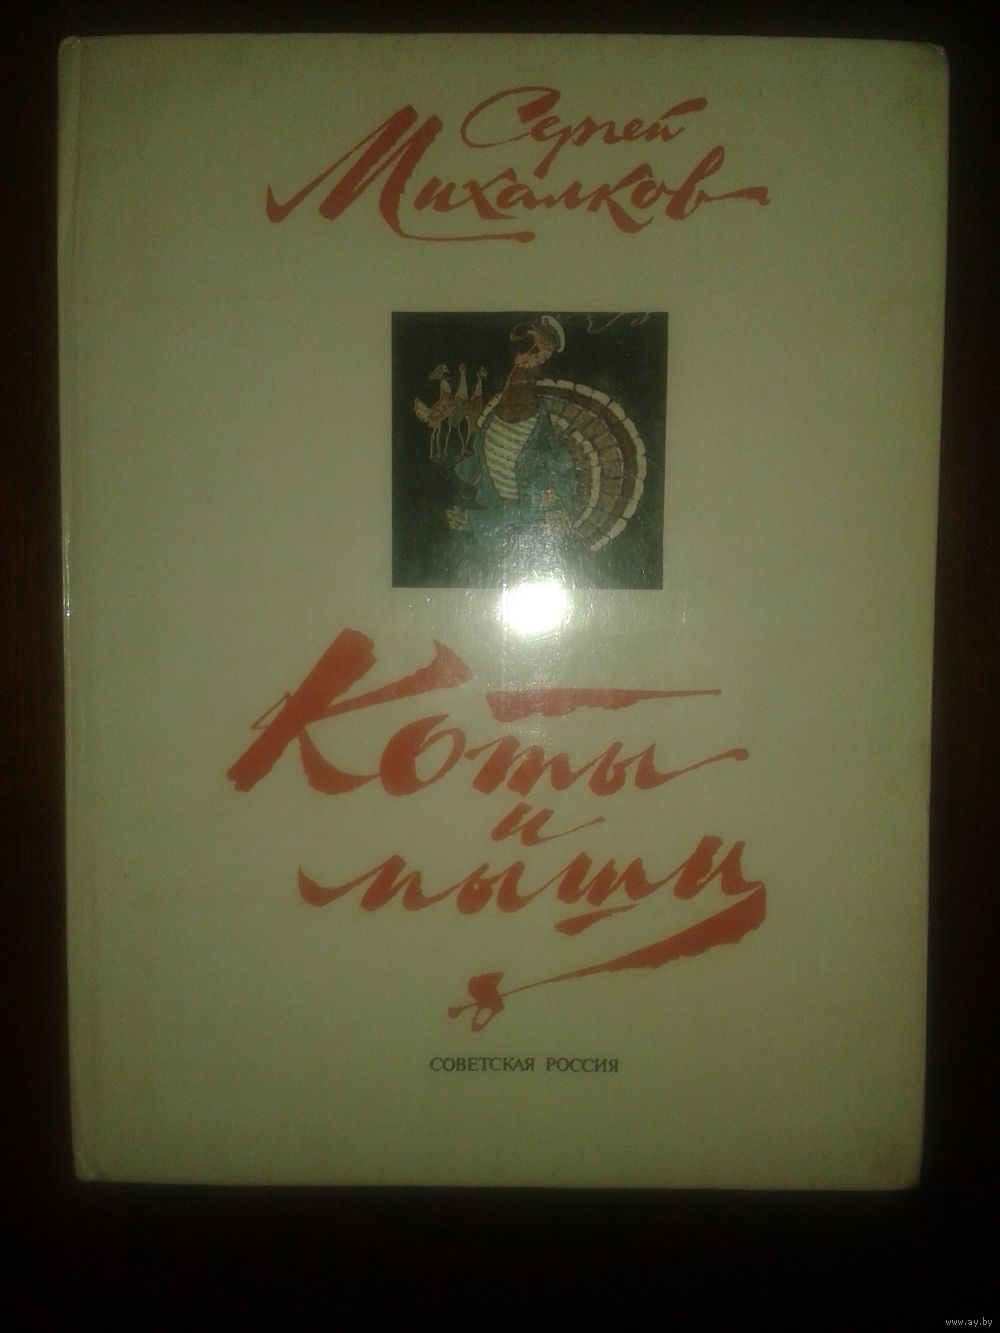 Сергей
Михалков
Коты
и
мыши
СОВЕТСКАЯ РОССИЯ
www.ay.by